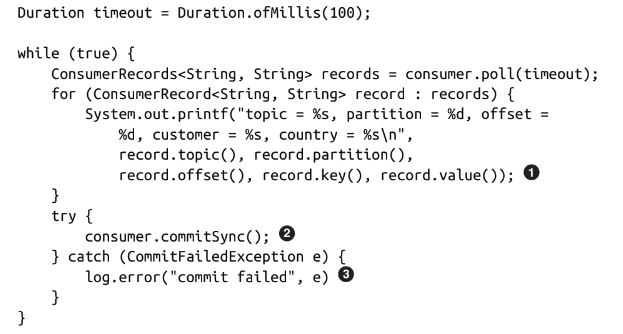 Duration timeout = Duration.ofMillis(100);

while (true) {
    ConsumerRecords<String, String> records = consumer.poll(timeout);
    for (ConsumerRecord<String, String> record : records) {
        System.out.printf("topic = %s, partition = %d, offset =
            %d, customer = %s, country = %s\n",
            record.topic(), record.partition(),
            record.offset(), record.key(), record.value()); ❶
    }
    try {
        consumer.commitSync(); ❷
    } catch (CommitFailedException e) {
        log.error("commit failed", e) ❸
    }
}